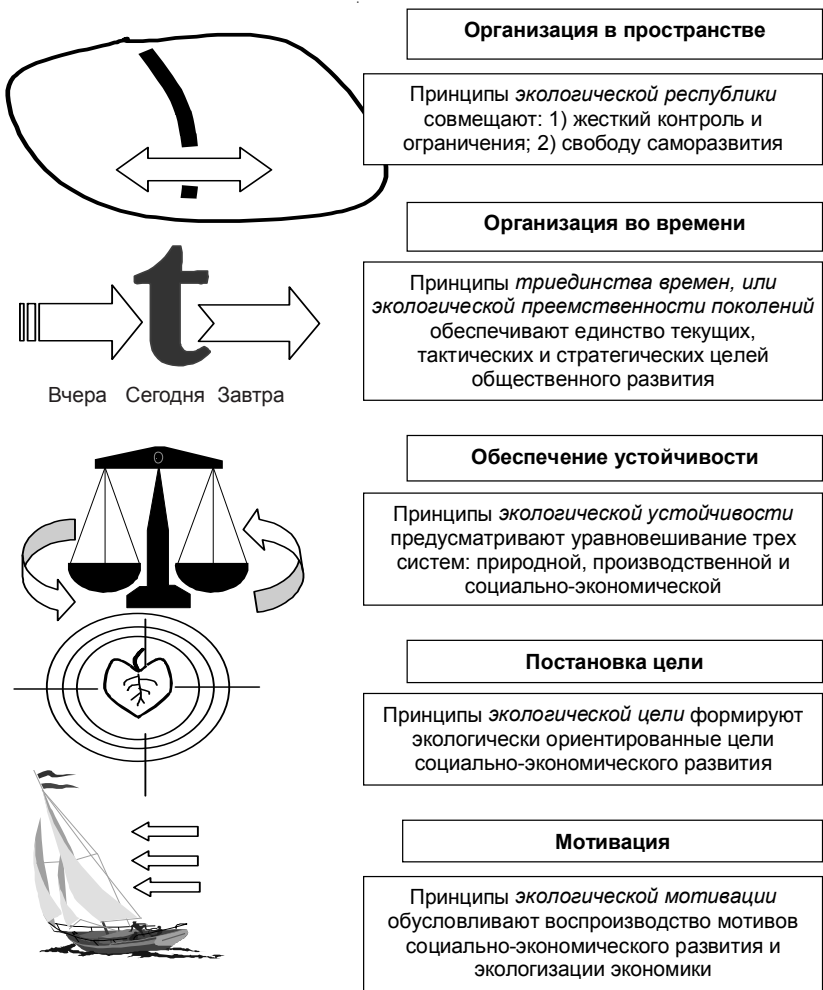 Организация в пространстве
Принципы экологической республики
совмещают: 1) жесткий контроль и
ограничения; 2) свободу саморазвития
Организация во времени
Принципы триединства времен, или
экологической преемственности поколений
обеспечивают единство текущих,
тактических и стратегических целей
общественного развития
t
Вчера Сегодня Завтра
Обеспечение устойчивости
Принципы экологической устойчивости
предусматривают уравновешивание трех
систем: природной, производственной и
социально-экономической
Постановка цели
Принципы экологической цели формируют
экологически ориентированные цели
социально-экономического развития
Мотивация
Принципы экологической мотивации
обусловливают воспроизводство мотивов
социально-экономического развития и
экологизации экономики